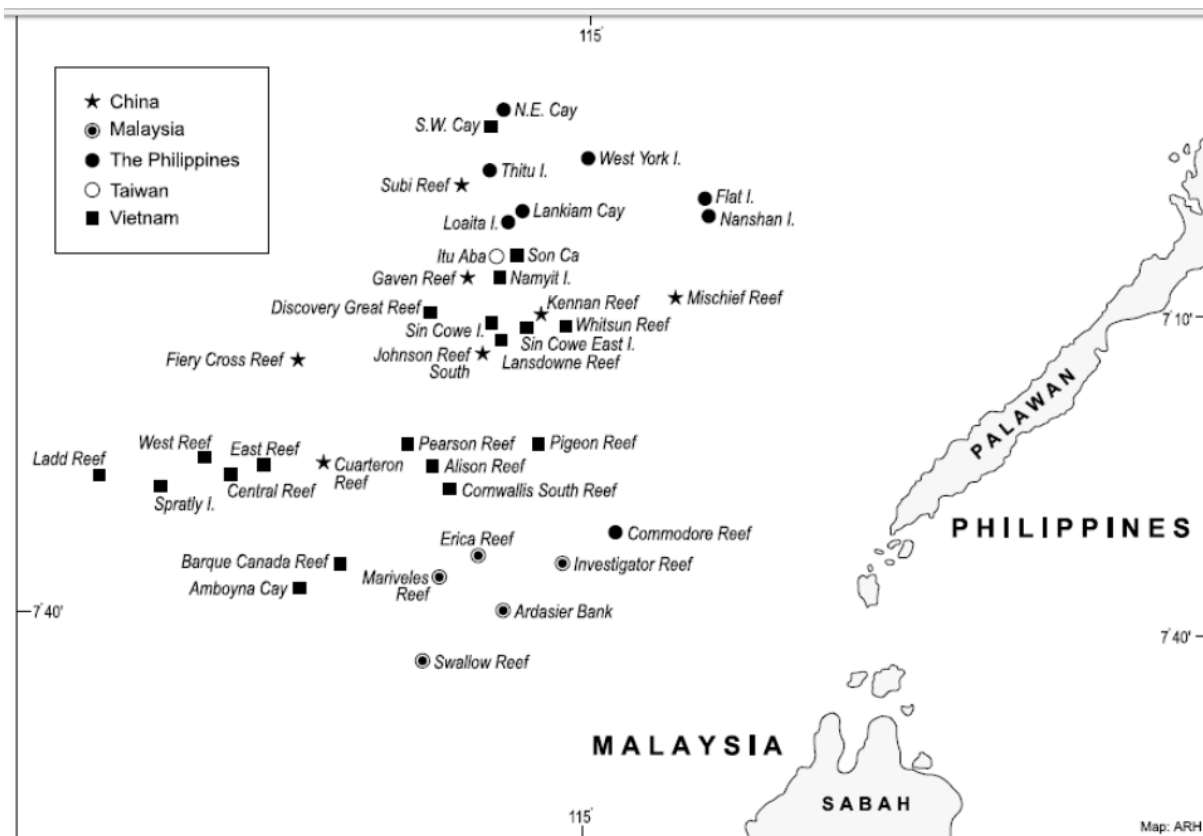 115°
China
Malaysia
The Philippines
Taiwan
Vietnam
N.E. Cay
S.W. Cay
West York I.
Thitu I.
Subi Reef
Flat I.
Lankiam Cay
Nanshan I.
Loaita I.
Itu Aba
Son Ca
Gaven Reef
Namyit I.
Mischief Reef
Kennan Reef
Discovery Great Reef
7°10'
Sin Cowe I.
Whitsun Reef
Sin Cowe East I.
Johnson Reef
South
Lansdowne Reef
Fiery Cross Reef
PALAWAN
West Reef
East Reef
Pearson Reef
Pigeon Reef
Ladd Reef
Cuarteron
Reef
Alison Reef
Central Reef
Cornwallis South Reef
Spratly I.
PHILIPPINES
Commodore Reef
Erica Reef
Barque Canada Reef
Investigator Reef
Mariveles
Reef
Amboyna Cay
7°40'
Ardasier Bank
7°40'
Swallow Reef
MALAYSIA
SABAH
115°
Map: ARH